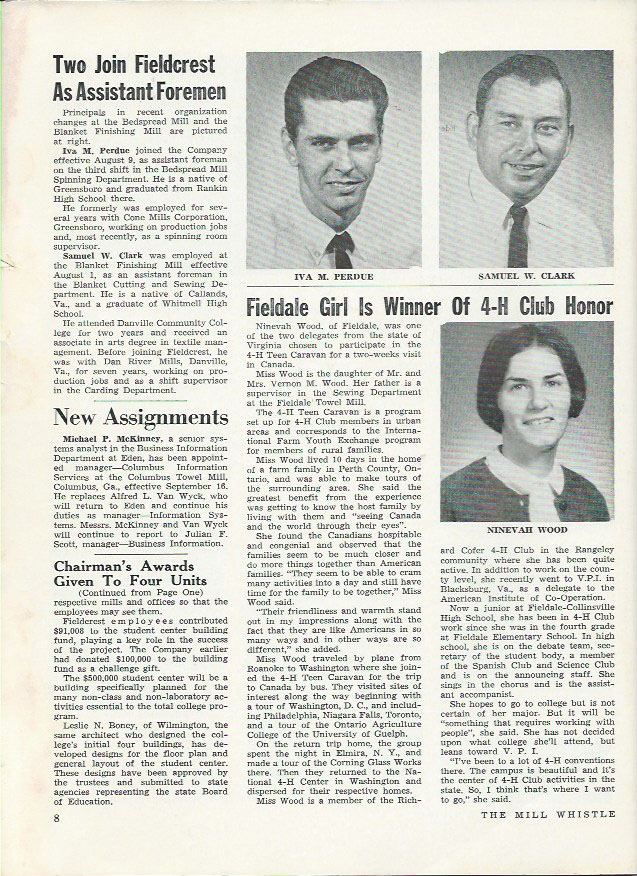 Two Join Fieldcrest
As Assistant Foremen
Principals in recent organization
changes at the Bedspread Mill and the
Blanket Finishing Mill are pictured
at right.
Iva M. Perdue joined the Company
effective August 9, as assistant foreman
on the third shift in the Bedspread Mill
Spinning Department. He is a native of
Greensboro and graduated from Rankin
High School there.
He formerly was employed for sev-
eral years with Cone Mills Corporation,
Greensboro, working on production jobs
and, most recently, as a spinning room
supervisor.
Samuel W. Clark was employed at
the Blanket Finishing Mill effective
August 1, as an assistant foreman in
the Blanket Cutting and Sewing De-
partment. He is a native of Callands,
Va., and a graduate of Whitmell High
School.
He attended Danville Community Col-
lege for two years and received an
associate in arts degree in textile man-
agement. Before joining Fieldcrest, he
was with Dan River Mills, Danville,
Va., for seven years, working on pro-
duction jobs and as a shift supervisor
in the Carding Department.
New Assignments
Michael P. McKinney, a senior sys-
tems analyst in the Business Information
Department at Eden, has been appoint-
ed manager—Columbus Information
Services at the Columbus Towel Mill,
Columbus, Ga., effective September 16.
He replaces Alfred L. Van Wyck, who
will return to Eden and continue his
duties as manager—Information Sys-
tems. Messrs. McKinney and Van Wyck
will continue to report to Julian F.
Scott, manager—Business Information.
Chairman's Awards
Given To Four Units
(Continued from Page One)
respective mills and offices so that the
employees may see them.
Fieldcrest employees contributed
$91,008 to the student center building
fund, playing a key role in the success
of the project. The Company earlier
had donated $100,000 to the building
fund as a challenge gift.
The $500,000 student center will be a
building specifically planned for the
many non-class and non-laboratory ac-
tivities essential to the total college pro-
gram.
Leslie N. Boney, of Wilmington, the
same architect who designed the col-
lege's initial four buildings, has de-
veloped designs for the floor plan and
general layout of the student center.
These designs have been approved by
the trustees and submitted to state
agencies representing the state Board
of Education.
IVA M. PERDUE
SAMUEL W. CLARK
Fieldale Girl Is Winner Of 4-H Club Honor
Ninevah Wood, of Fieldale, was one
of the two delegates from the state of
Virginia chosen to participate in the
4-H Teen Caravan for a two-weeks visit
in Canada.
Miss Wood is the daughter of Mr. and
Mrs. Vernon M. Wood. Her father is a
supervisor in the Sewing Department
at the Fieldale Towel Mill.
The 4-H Teen Caravan is a program
set up for 4-H Club members in urban
areas and corresponds to the Interna-
tional Farm Youth Exchange program
for members of rural families.
Miss Wood lived 10 days in the home
of a farm family in Perth County, On-
tario, and was able to make tours of
the surrounding area. She said the
greatest benefit from the experience
was getting to know the host family by
living with them and "seeing Canada
and the world through their eyes".
She found the Canadians hospitable
and congenial and observed that the
families seem to be much closer and
do more things together than American
families. "They seem to be able to cram
many activities into a day and still have
time for the family to be together," Miss
Wood said.
"Their friendliness and warmth stand
out in my impressions along with the
fact that they are like Americans in so
many ways and in other ways are so
different," she added.
Miss Wood traveled by plane from
Roanoke to Washington where she join-
ed the 4-H Teen Caravan for the trip
to Canada by bus. They visited sites of
interest along the way beginning with
a tour of Washington, D. C., and includ-
ing Philadelphia, Niagara Falls, Toronto,
and a tour of the Ontario Agriculture
College of the University of Guelph.
On the return trip home, the group
spent the night in Elmira, N. Y., and
made a tour of the Corning Glass Works
there. Then they returned to the Na-
tional 4-H Center in Washington and
dispersed for their respective homes.
Miss Wood is a member of the Rich-
NINEVAH WOOD
ard Cofer 4-H Club in the Rangeley
community where she has been quite
active. In addition to work on the coun-
ty level, she recently went to V.P.I. in
Blacksburg, Va., as a delegate to the
American Institute of Co-Operation.
Now a junior at Fieldale-Collinsville
High School, she has been in 4-H Club
work since she was in the fourth grade
at Fieldale Elementary School. In high
school, she is on the debate team, sec-
retary of the student body, a member
of the Spanish Club and Science Club
and is on the announcing staff. She
sings in the chorus and is the assist-
ant accompanist.
She hopes to go to college but is not
certain of her major. But it will be
"something that requires working with
people", she said. She has not decided
upon what college she'll attend, but
leans toward V. P. I.
"I've been to a lot of 4-H conventions
there. The campus is beautiful and it's
the center of 4-H Club activities in the
state. So, I think that's where I want
to go," she said.
8
THE MILL WHISTLE